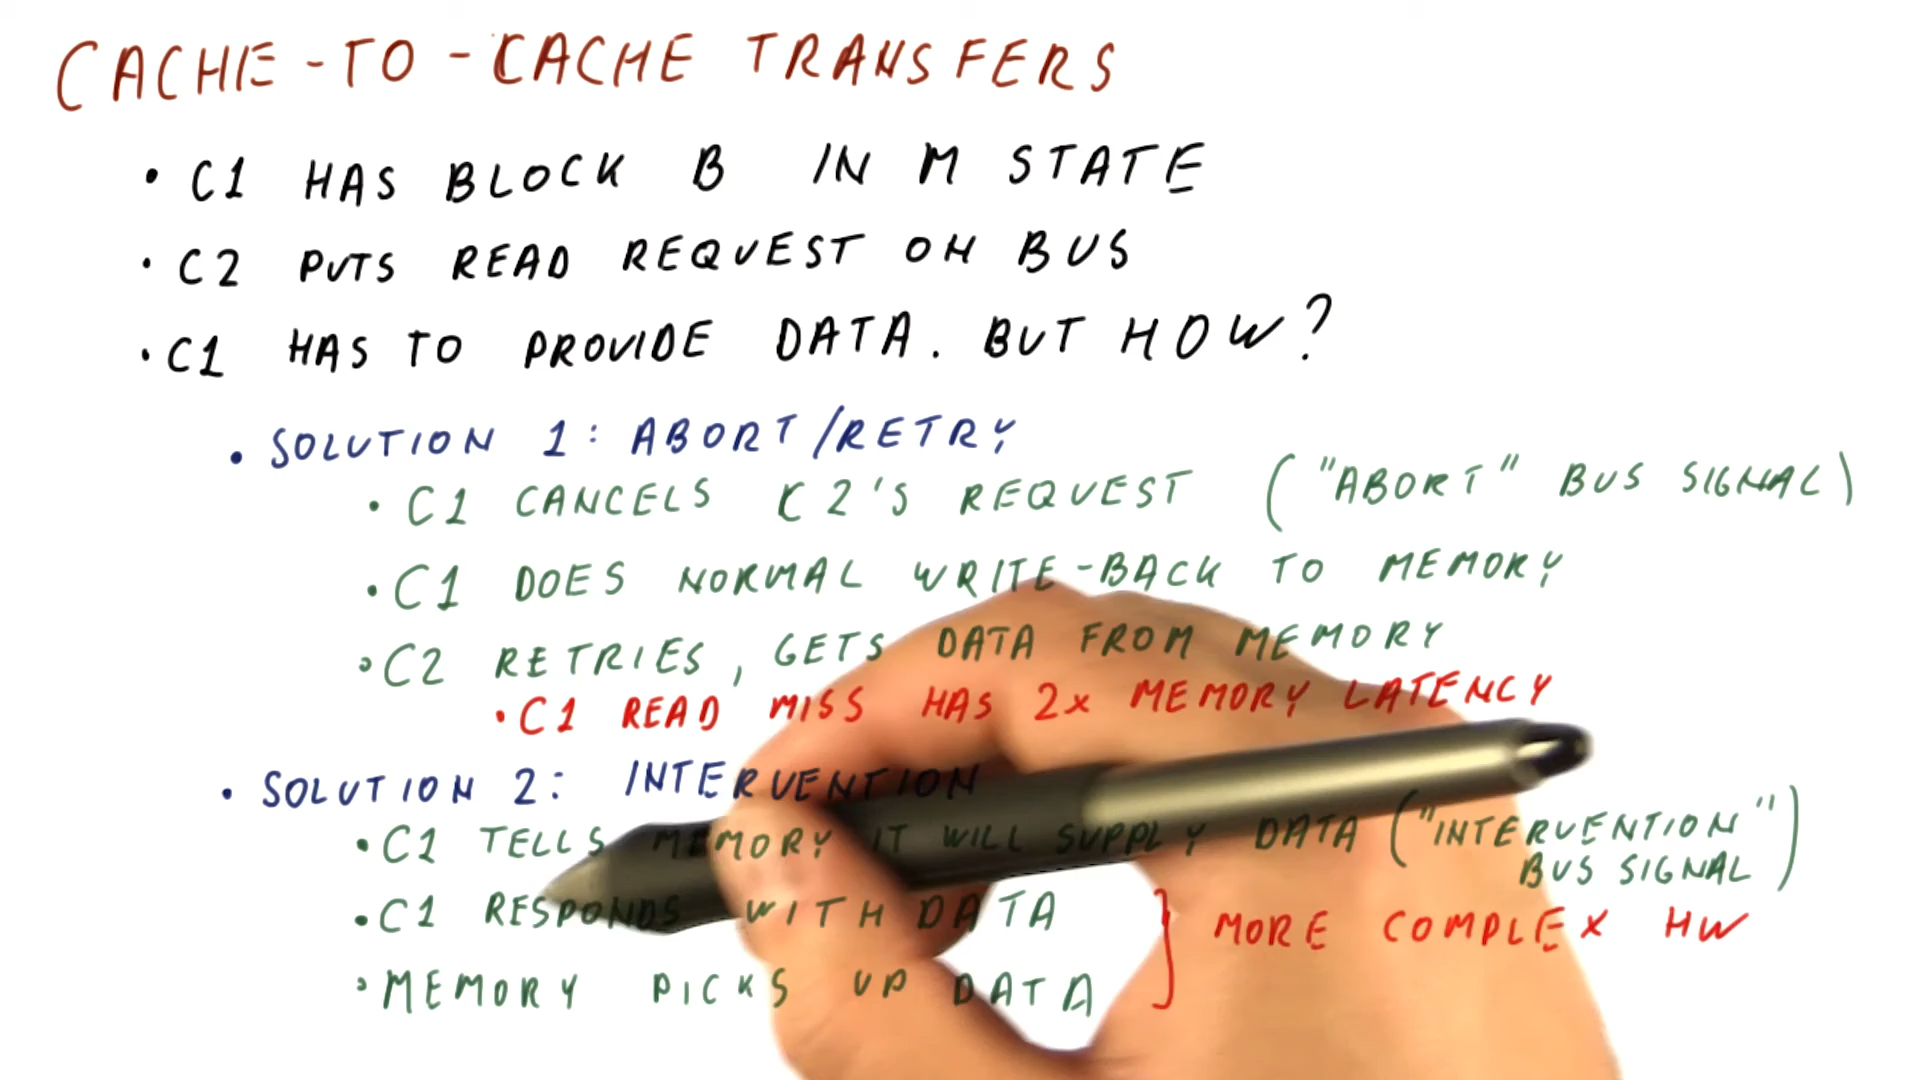 CACHE-TO-CACHE TRANSFERS
• C1 HAS BLOCK B IN M STATE
• C2 PUTS READ REQUEST ON BUS
• C1 HAS TO PROVIDE DATA. BUT HOW?
• SOLUTION 1: ABORT/RETRY
• C1 CANCELS C2'S REQUEST ("ABORT" BUS SIGNAL)
• C1 DOES NORMAL WRITE-BACK TO MEMORY
• C2 RETRIES, GETS DATA FROM MEMORY
• C1 READ MISS HAS 2x MEMORY LATENCY
• SOLUTION 2: INTERVENTION
• C1 TELLS MEMORY IT WILL SUPPLY DATA ("INTERVENTION"
BUS SIGNAL)
• C1 RESPONDS WITH DATA
• MEMORY PICKS UP DATA
} MORE COMPLEX HW